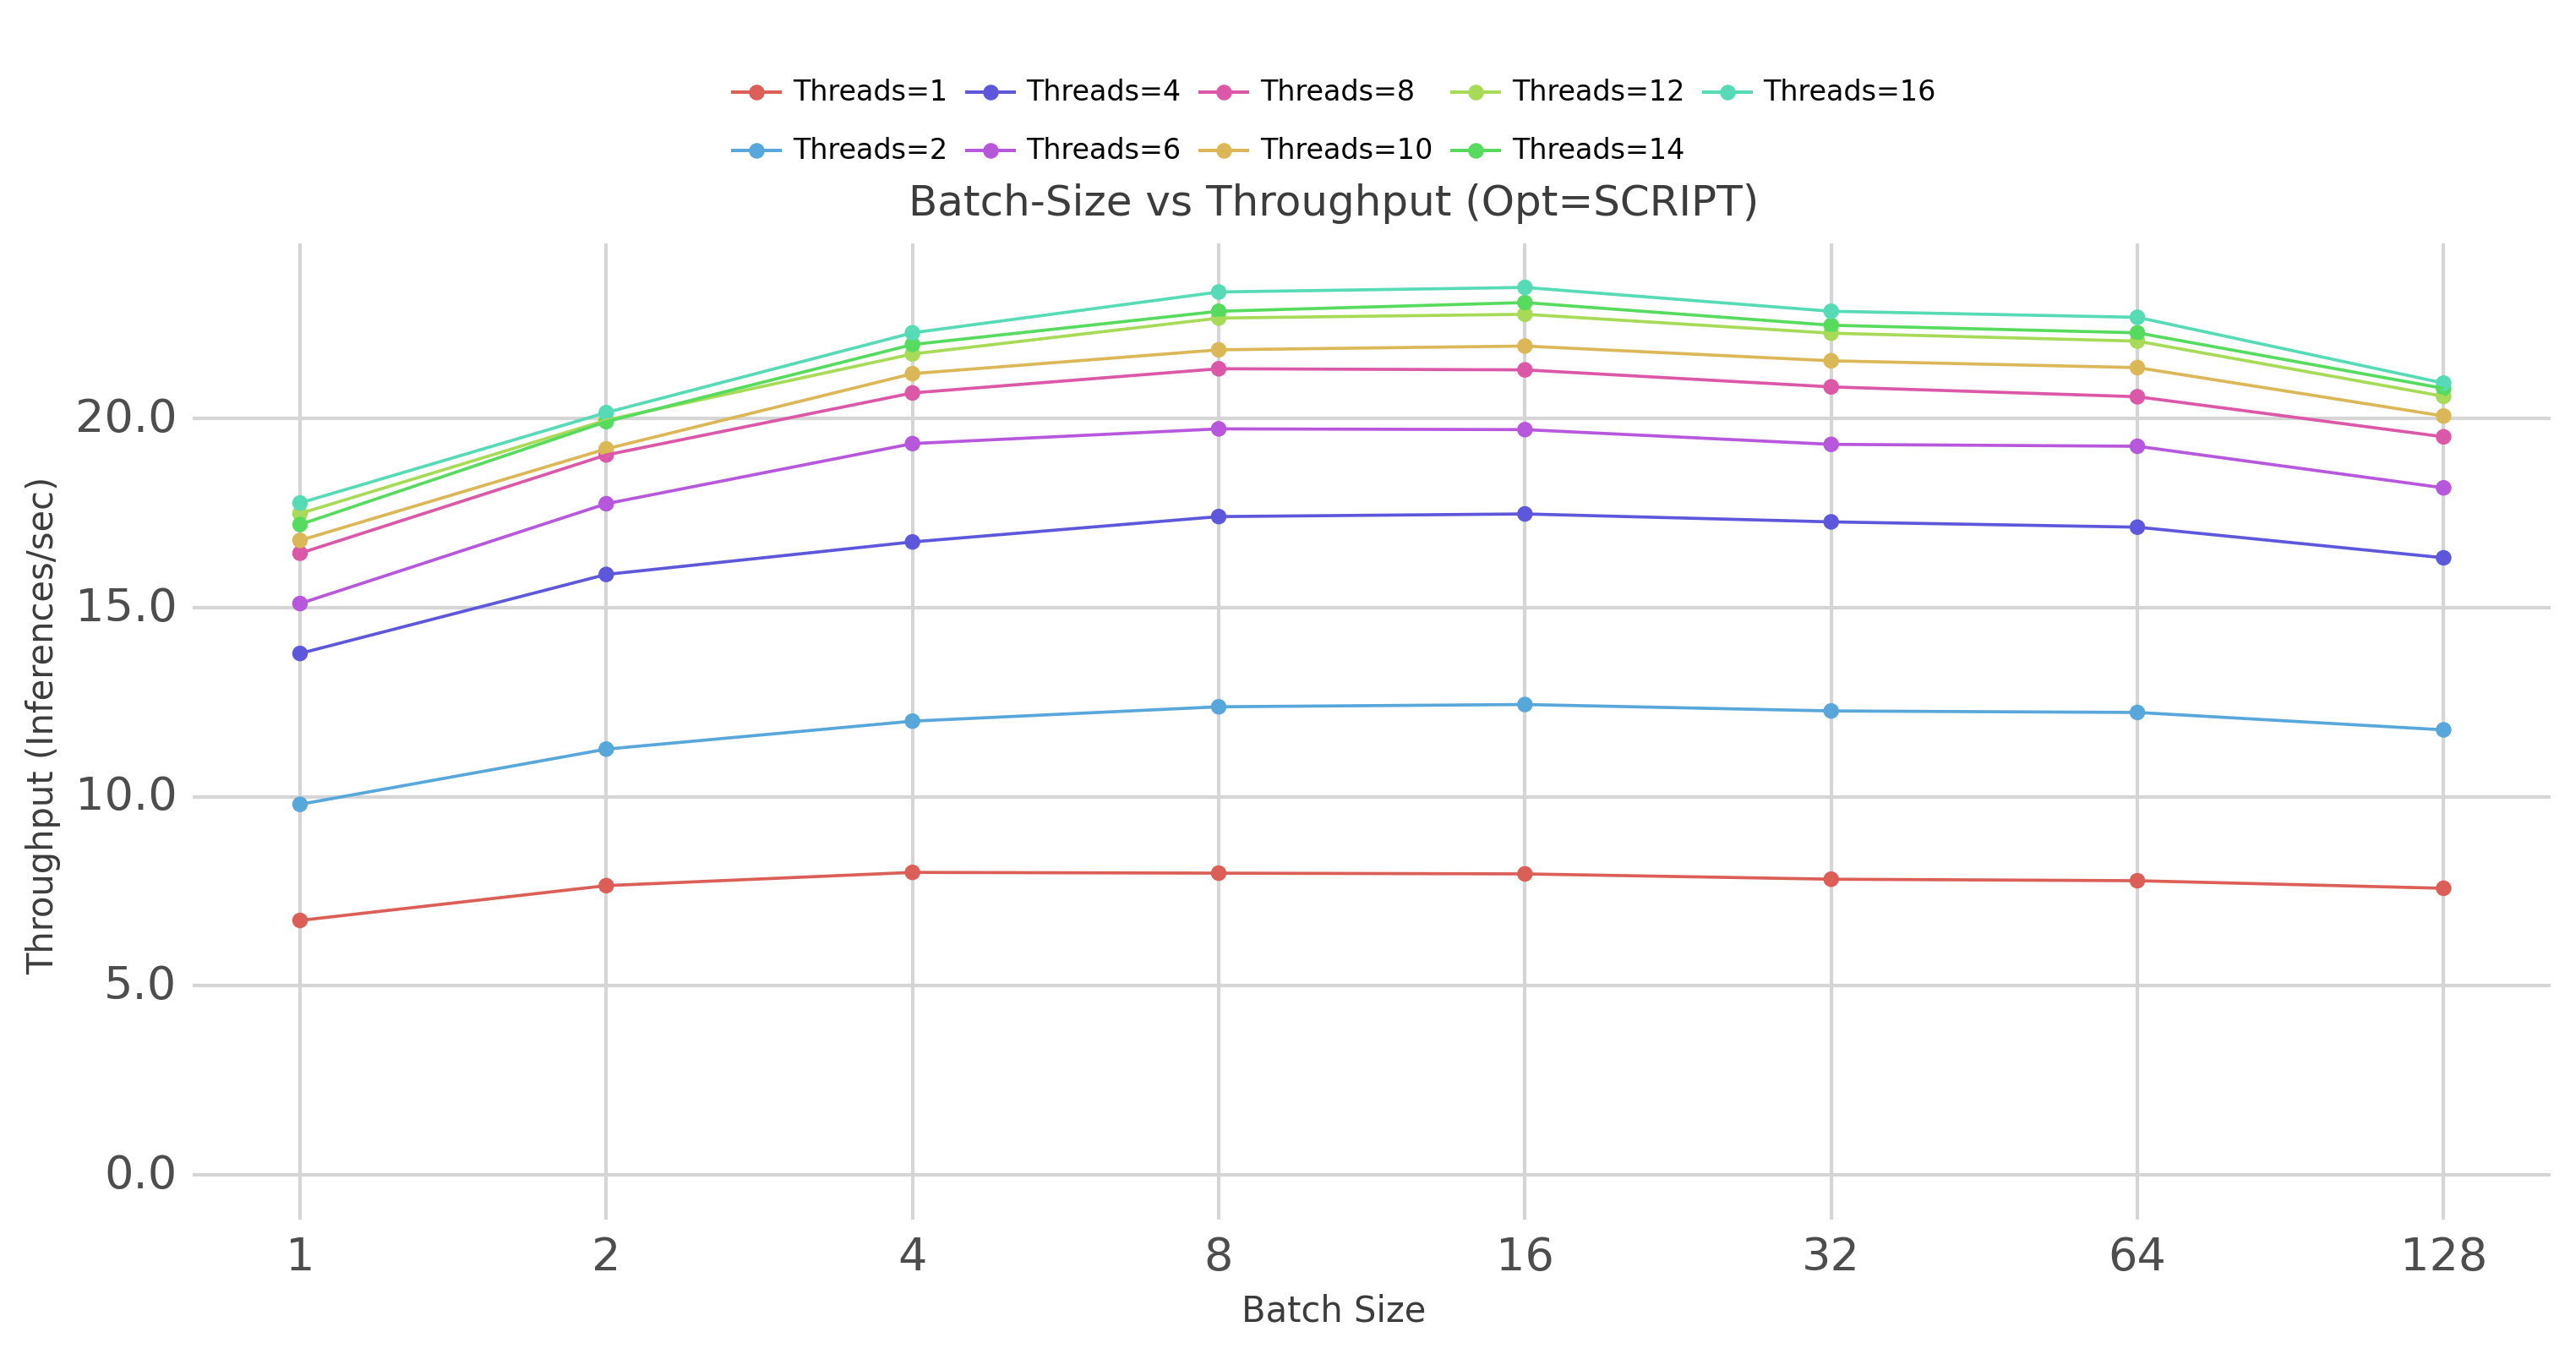 Threads=1 Threads=4 Threads=8 Threads=12 Threads=16
Threads=2 Threads=6 Threads=10 Threads=14
Batch-Size vs Throughput (Opt=SCRIPT)
Throughput (Inferences/sec)
20.0
15.0
10.0
5.0
0.0
1 2 4 8 16 32 64 128
Batch Size